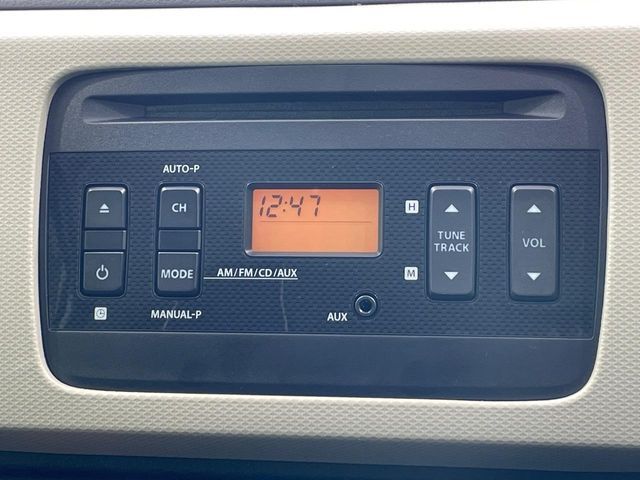 AUTO-P
CH
12:47
H
TUNE
TRACK
VOL
MODE
AM/FM/CD/AUX
M
MANUAL-P
AUX